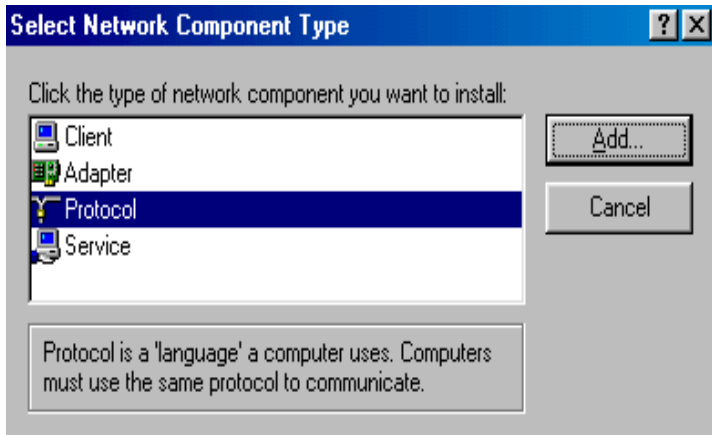 Select Network Component Type
Click the type of network component you want to install:
Client
Adapter
Protocol
Service
Add...
Cancel
Protocol is a 'language' a computer uses. Computers
must use the same protocol to communicate.